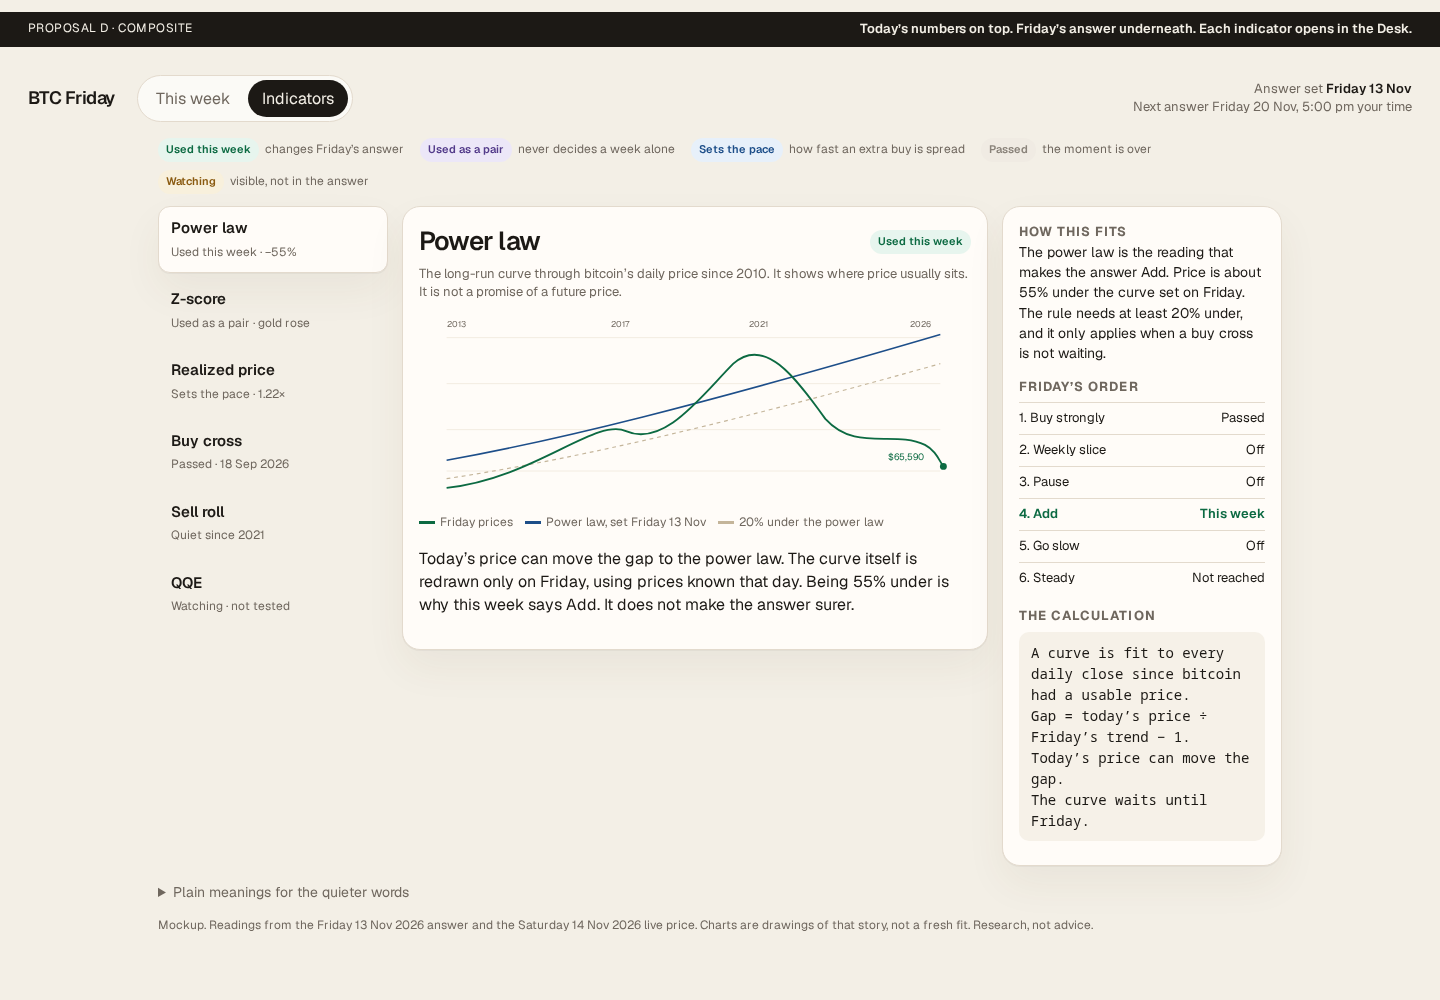 PROPOSAL D · COMPOSITE
Today's numbers on top. Friday's answer underneath. Each indicator opens in the Desk.
BTC Friday
This week
Indicators
Answer set Friday 13 Nov
Next answer Friday 20 Nov, 5:00 pm your time
Used this week changes Friday's answer
Used as a pair never decides a week alone
Sets the pace how fast an extra buy is spread
Passed the moment is over
Watching visible, not in the answer
Power law
Used this week · −55%
Z-score
Used as a pair · gold rose
Realized price
Sets the pace · 1.22×
Buy cross
Passed · 18 Sep 2026
Sell roll
Quiet since 2021
QQE
Watching · not tested
Power law
Used this week
The long-run curve through bitcoin's daily price since 2010. It shows where price usually sits.
It is not a promise of a future price.
2013 2017 2021 2026
$65,590
Friday prices
Power law, set Friday 13 Nov
20% under the power law
Today's price can move the gap to the power law. The curve itself is
redrawn only on Friday, using prices known that day. Being 55% under is
why this week says Add. It does not make the answer surer.
HOW THIS FITS
The power law is the reading that
makes the answer Add. Price is about
55% under the curve set on Friday.
The rule needs at least 20% under,
and it only applies when a buy cross
is not waiting.
FRIDAY'S ORDER
1. Buy strongly Passed
2. Weekly slice Off
3. Pause Off
4. Add This week
5. Go slow Off
6. Steady Not reached
THE CALCULATION
A curve is fit to every
daily close since bitcoin
had a usable price.
Gap = today's price ÷
Friday's trend − 1.
Today's price can move the
gap.
The curve waits until
Friday.
▶ Plain meanings for the quieter words
Mockup. Readings from the Friday 13 Nov 2026 answer and the Saturday 14 Nov 2026 live price. Charts are drawings of that story, not a fresh fit. Research, not advice.